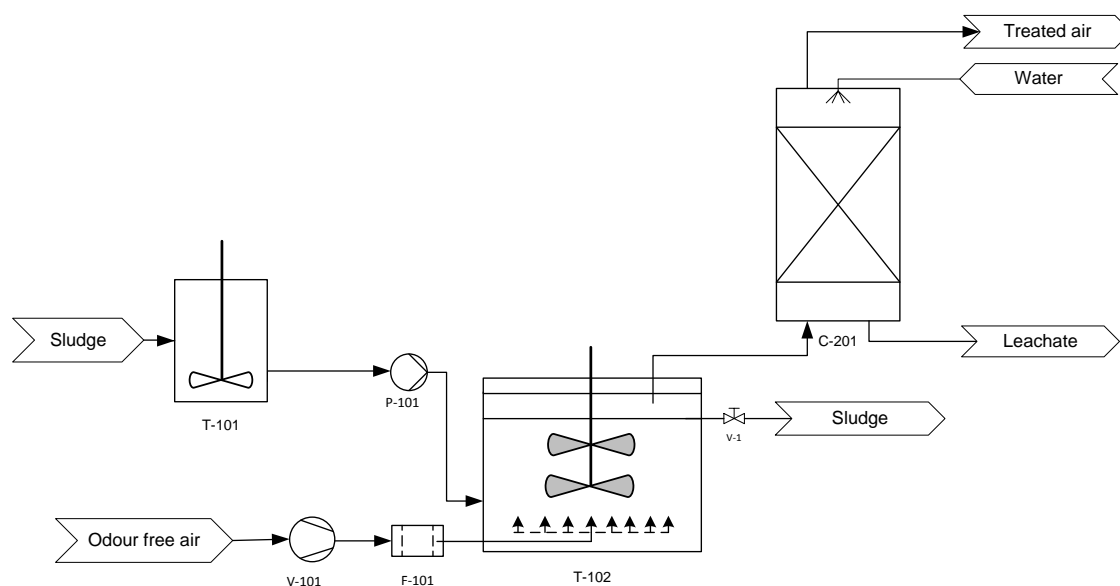 Treated air
Water
C-201
Leachate
Sludge
T-101
P-101
Sludge
V-1
Odour free air
V-101
F-101
T-102